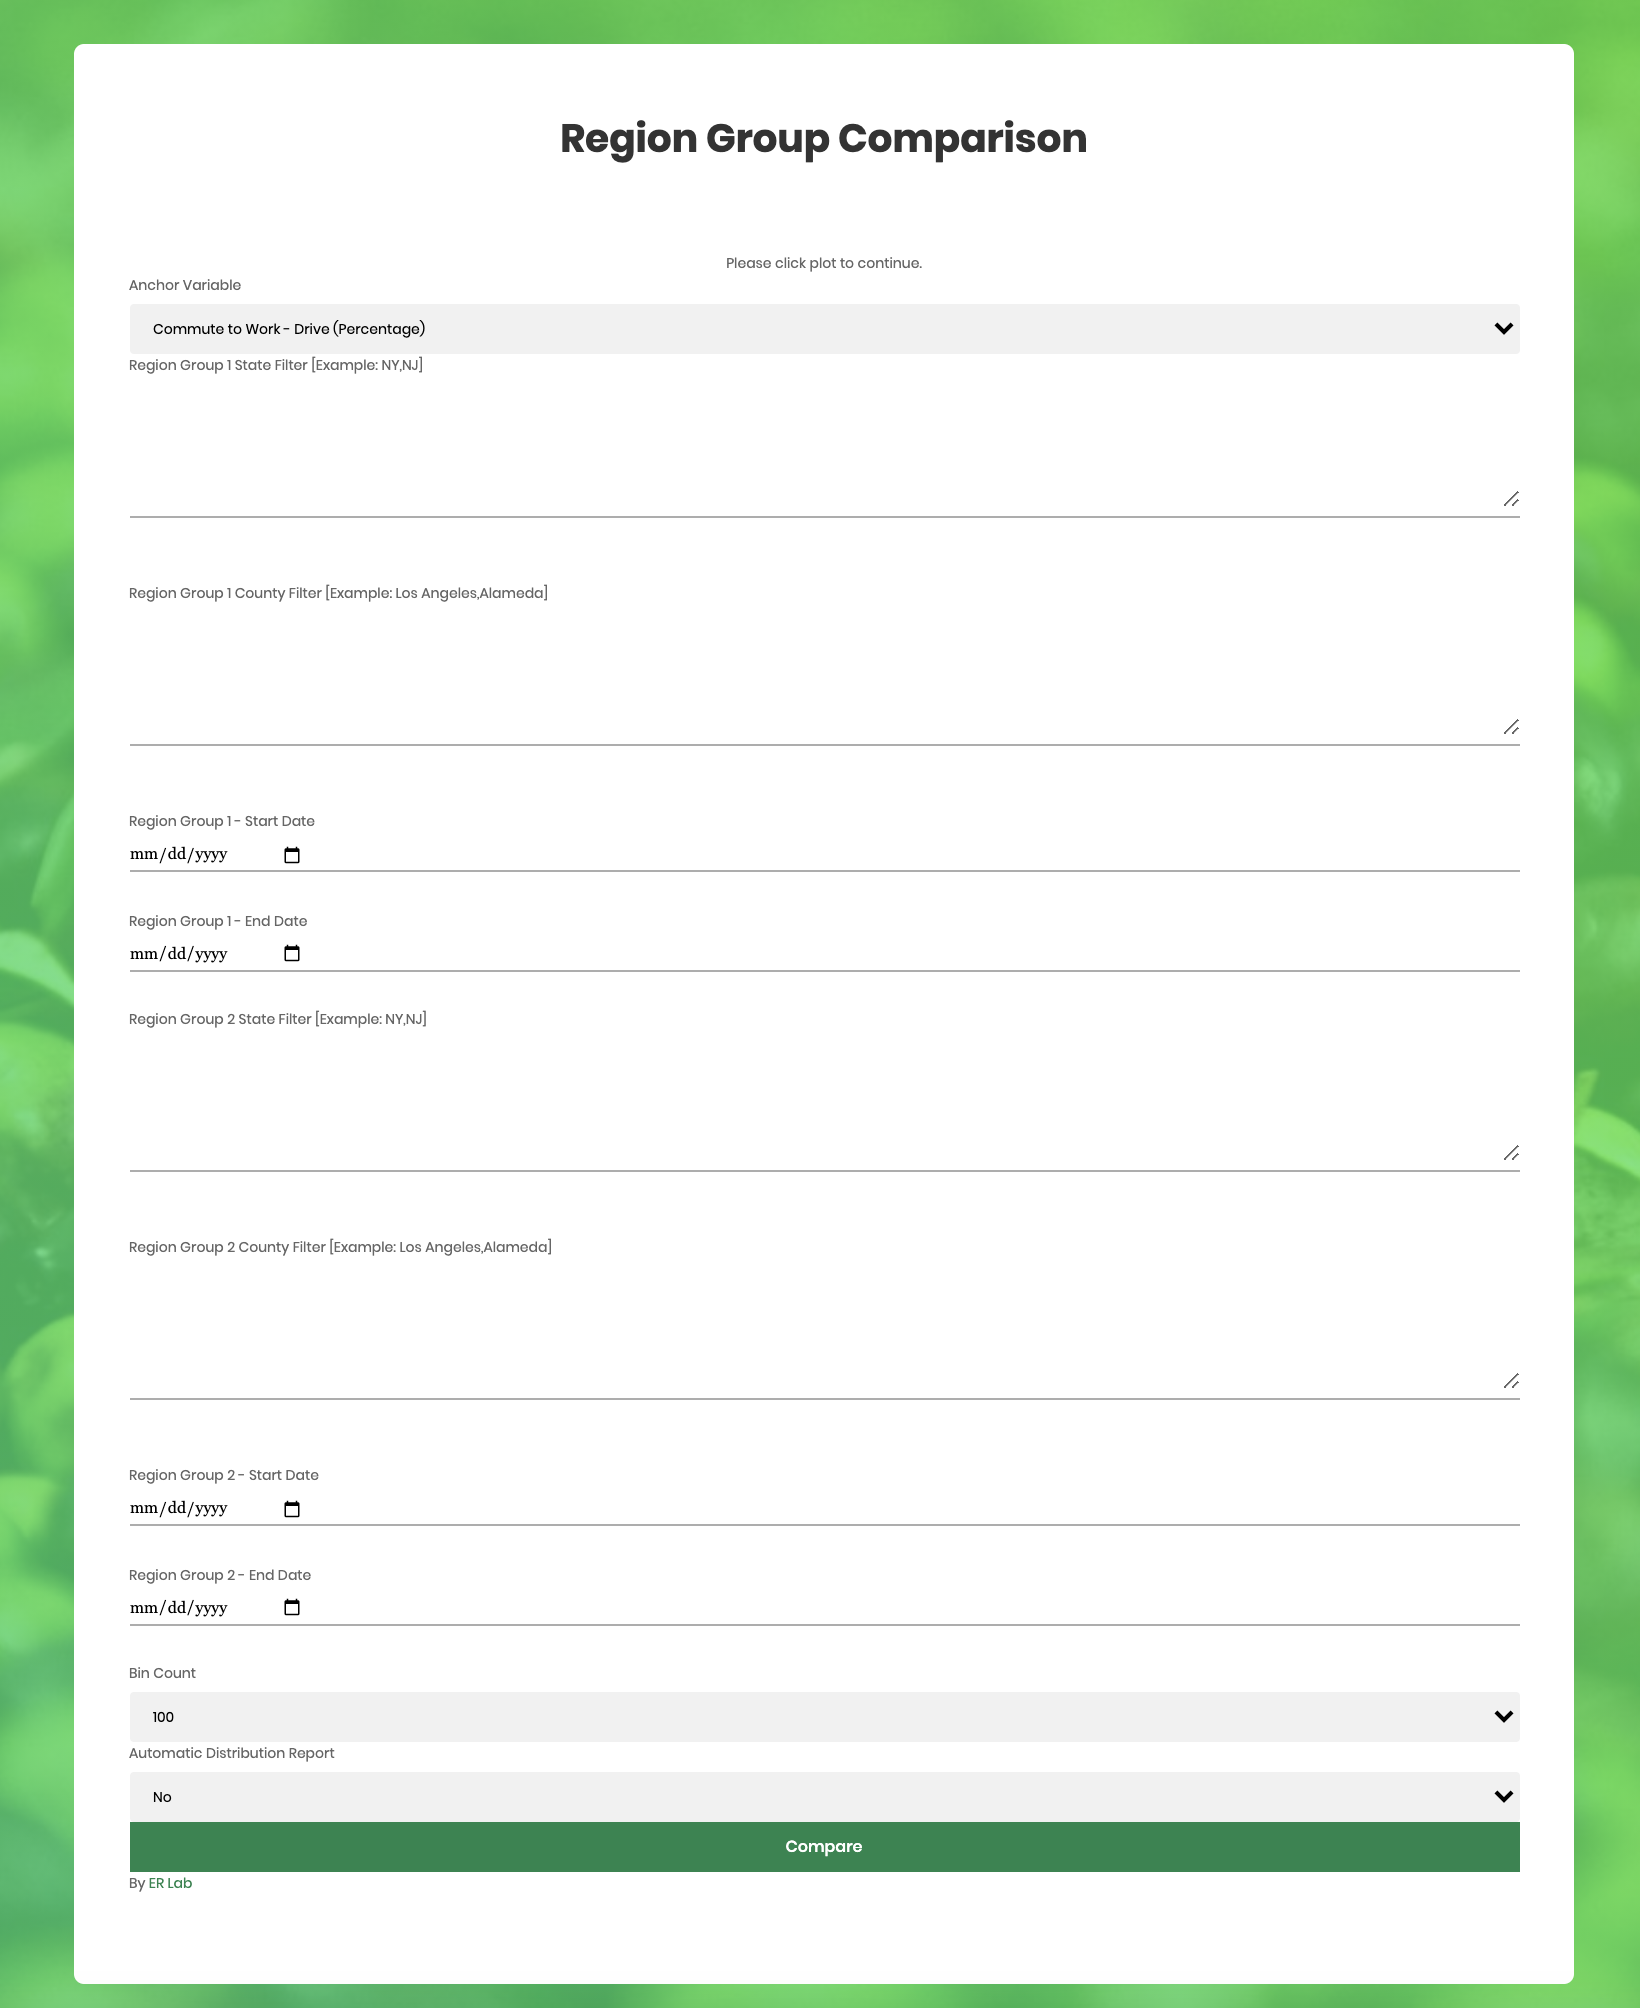 Region Group Comparison
Please click plot to continue.
Anchor Variable
Commute to Work - Drive (Percentage)
Region Group 1 State Filter [Example: NY,NJ]
Region Group 1 County Filter [Example: Los Angeles,Alameda]
Region Group 1 - Start Date
mm/dd/yyyy
Region Group 1 - End Date
mm/dd/yyyy
Region Group 2 State Filter [Example: NY,NJ]
Region Group 2 County Filter [Example: Los Angeles,Alameda]
Region Group 2 - Start Date
mm/dd/yyyy
Region Group 2 - End Date
mm/dd/yyyy
Bin Count
100
Automatic Distribution Report
No
Compare
By ER Lab